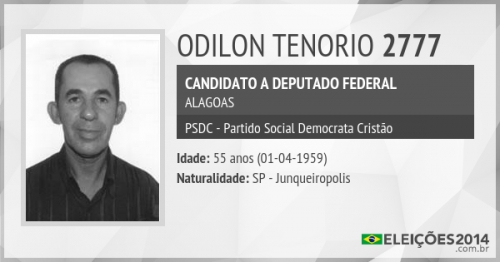 ODILON TENORIO 2777
CANDIDATO A DEPUTADO FEDERAL
ALAGOAS
PSDC - Partido Social Democrata Cristão
Idade: 55 anos (01-04-1959)
Naturalidade: SP - Junqueiropolis
ELEIÇÕES2014
.com.br